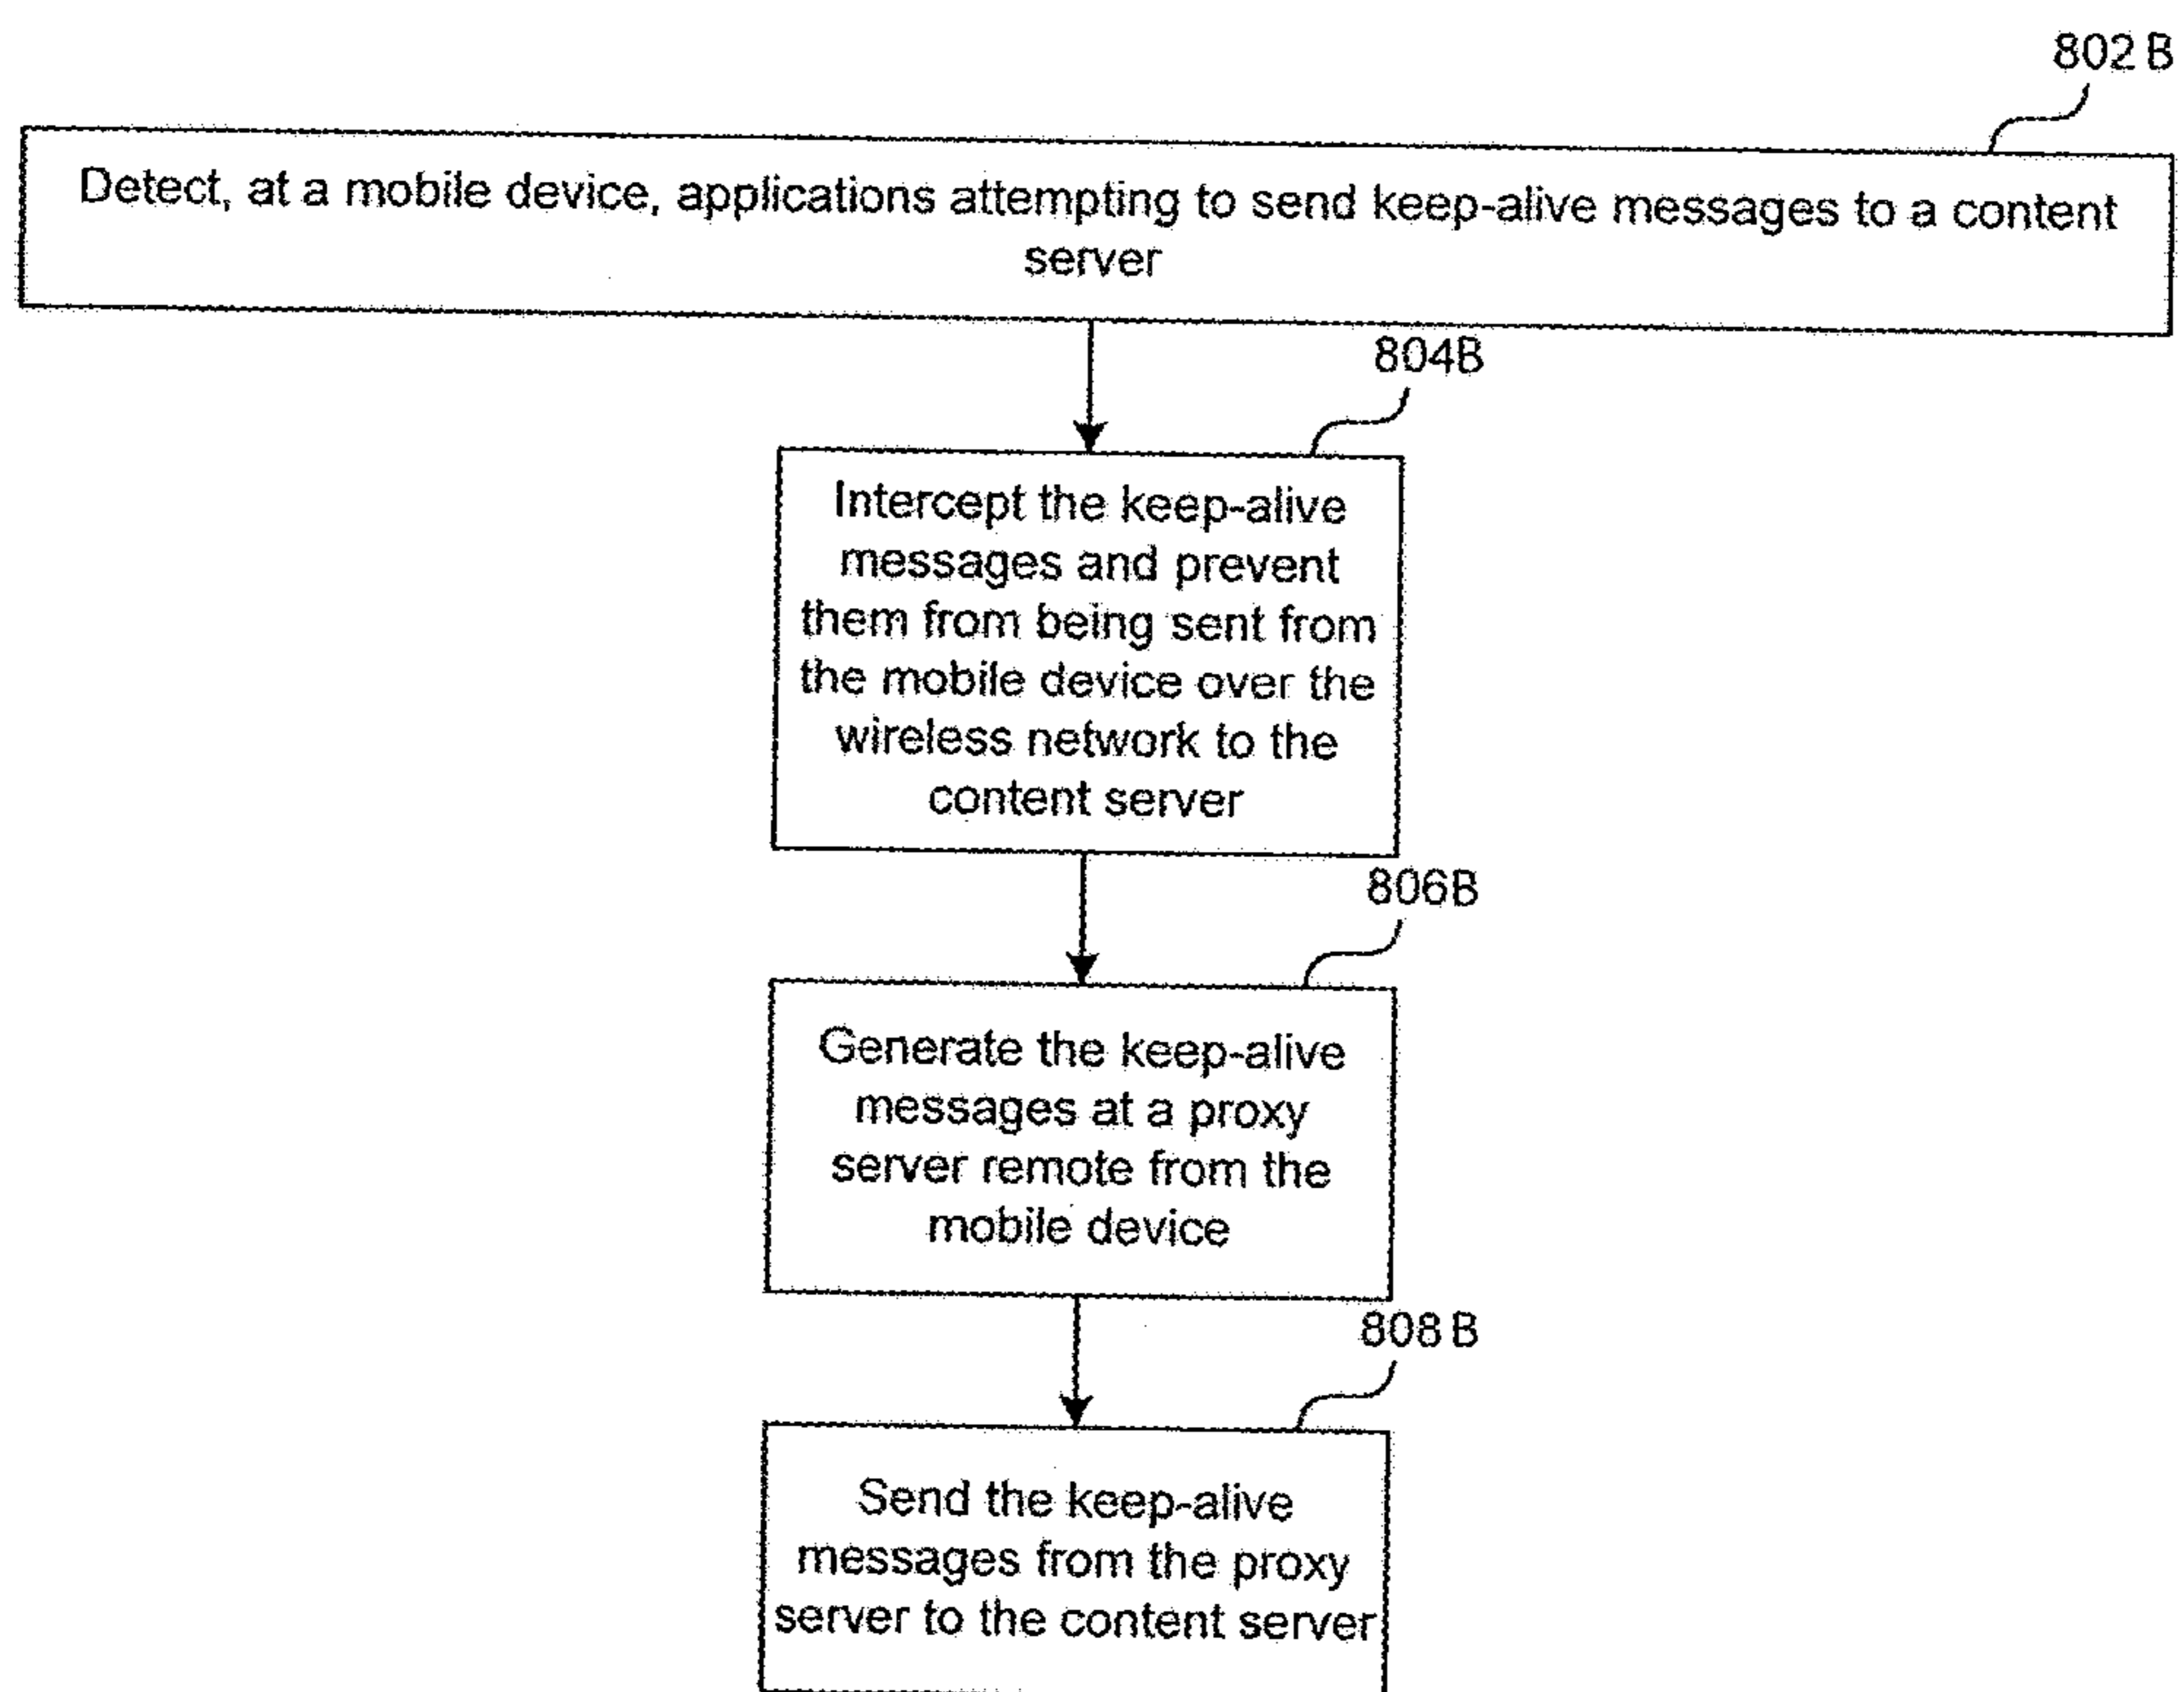 802 B
Detect, at a mobile device, applications attempting to send keep-alive messages to a content
server
804B
Intercept the keep-alive
messages and prevent
them from being sent from
the mobile device over the
wireless network to the
content server
806B
Generate the keep-alive
messages at a proxy
server remote from the
mobile device
808 B
Send the keep-alive
messages from the proxy
server to the content server